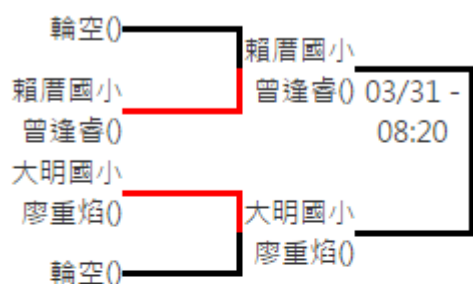 輪空()
賴厝國小
曾逢睿()
大明國小
廖重焰()
輪空()
賴厝國小
曾逢睿()
大明國小
廖重焰()
03/31 -
08:20